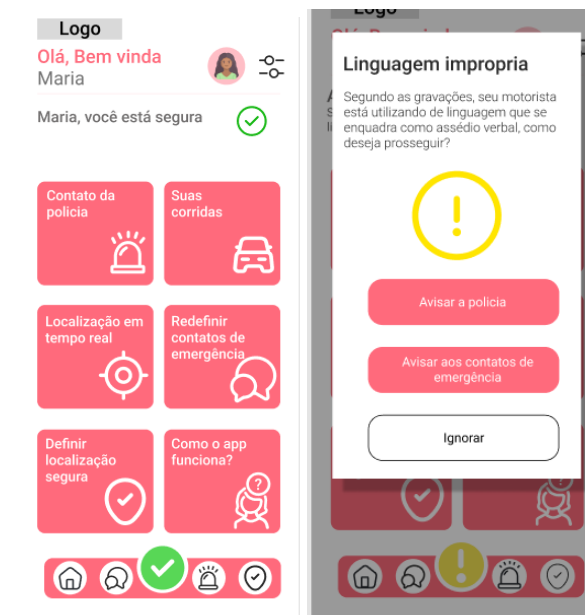 Logo
Olá, Bem vinda
Maria
Maria, você está segura
Contato da
policia
Suas
corridas
Localização em
tempo real
Redefinir
contatos de
emergência
Definir
localização
segura
Como o app
funciona?
Logo
Linguagem impropria
Segundo as gravações, seu motorista
está utilizando de linguagem que se
enquadra como assédio verbal, como
deseja prosseguir?
Avisar a policia
Avisar aos contatos de
emergência
Ignorar